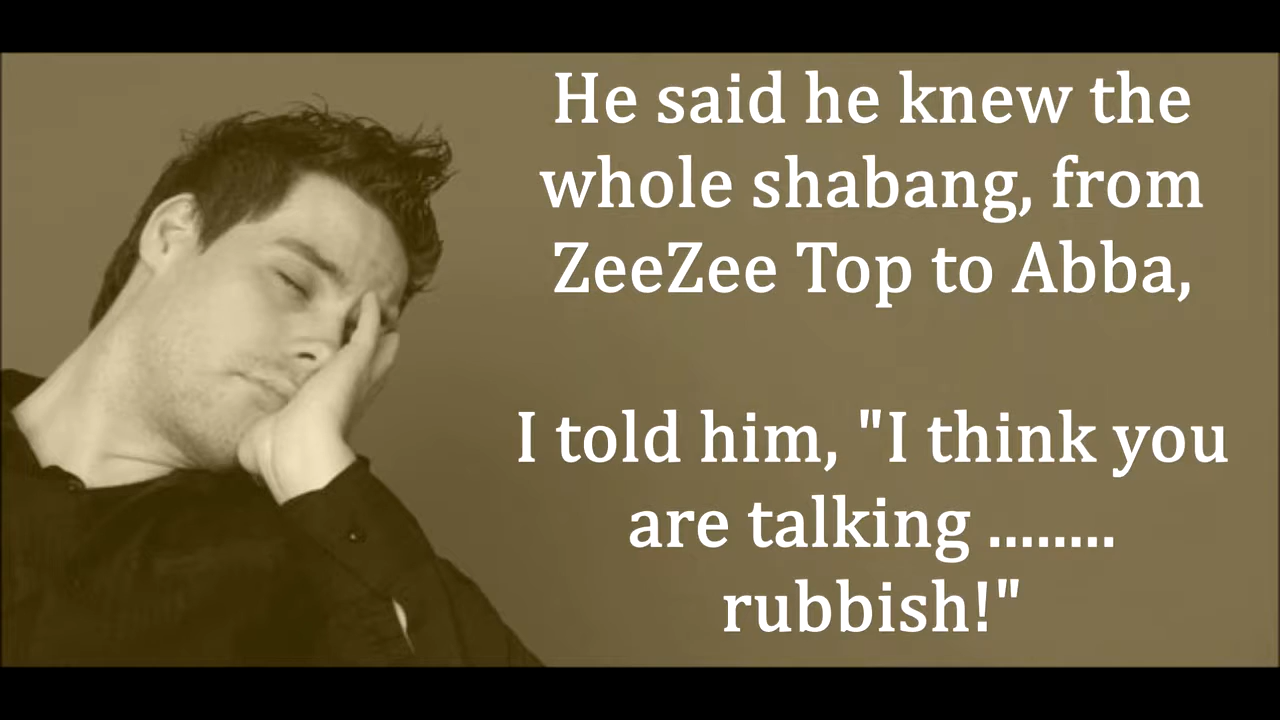 He said he knew the
whole shabang, from
ZeeZee Top to Abba,
I told him, "I think you
are talking ........
rubbish!"